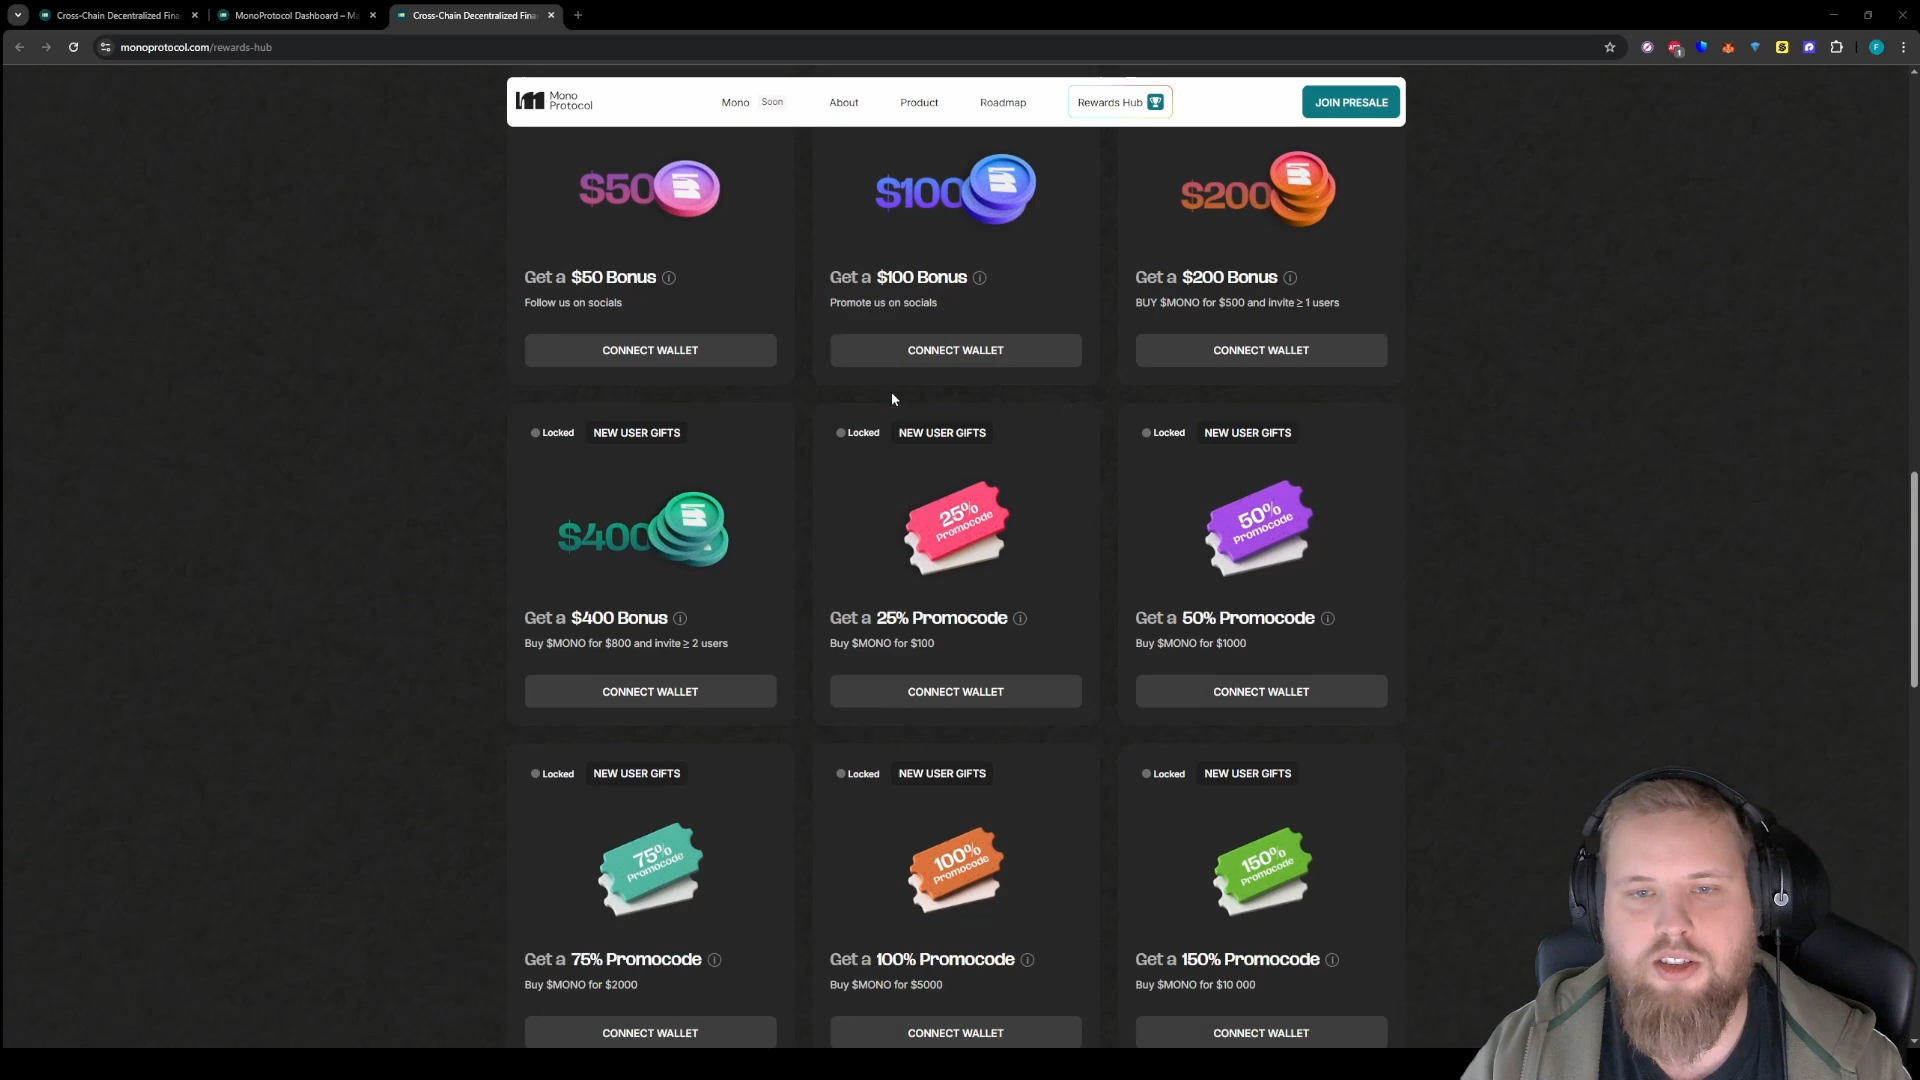 Cross-Chain Decentralized Fina
MonoProtocol Dashboard – Ma
Cross-Chain Decentralized Fina
monoprotocol.com/rewards-hub
1
F
Mono
Protocol
Mono
Soon
About
Product
Roadmap
Rewards Hub
JOIN PRESALE
$50
$100
$200
Get a $50 Bonus
Get a $100 Bonus
Get a $200 Bonus
Follow us on socials
Promote us on socials
BUY $MONO for $500 and invite ≥ 1 users
CONNECT WALLET
CONNECT WALLET
CONNECT WALLET
Locked
NEW USER GIFTS
Locked
NEW USER GIFTS
Locked
NEW USER GIFTS
$400
25%
Promocode
50%
Promocode
Get a $400 Bonus
Get a 25% Promocode
Get a 50% Promocode
Buy $MONO for $800 and invite ≥ 2 users
Buy $MONO for $100
Buy $MONO for $1000
CONNECT WALLET
CONNECT WALLET
CONNECT WALLET
Locked
NEW USER GIFTS
Locked
NEW USER GIFTS
Locked
NEW USER GIFTS
75%
Promocode
100%
Promocode
150%
Promocode
Get a 75% Promocode
Get a 100% Promocode
Get a 150% Promocode
Buy $MONO for $2000
Buy $MONO for $5000
Buy $MONO for $10 000
CONNECT WALLET
CONNECT WALLET
CONNECT WALLET